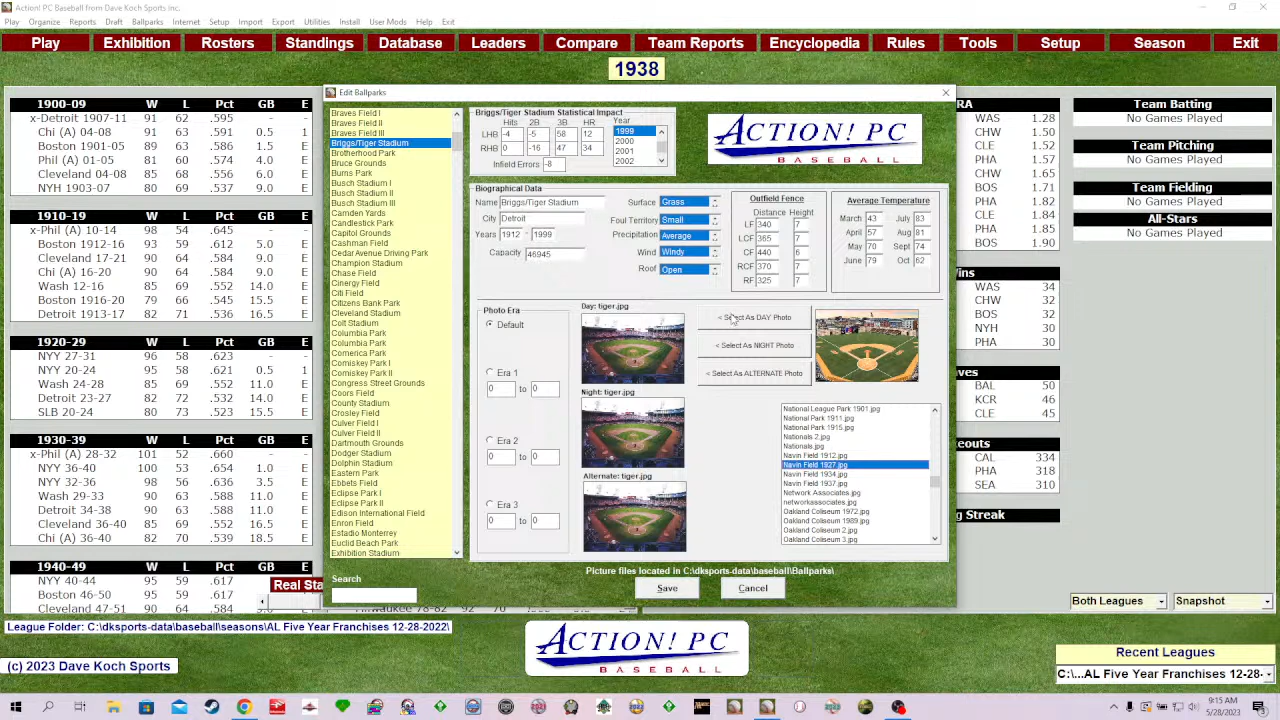 Action! PC Baseball from Dave Koch Sports Inc.
Play Organize Reports Draft Ballparks Internet Setup Import Export Utilities Install User Mods Help Exit
Play Exhibition Rosters Standings Database Leaders Compare Team Reports Encyclopedia Rules Tools Setup Season Exit
1938
1900-09 W L Pct GB E
x-Detroit 1907-11 91 62 .595 - -
Chi (A) 04-08 91 63 .591 0.5 1
Boston 1901-05 89 63 .586 1.5
Phil (A) 01-05 81 71 .574 4.0
Cleveland 04-08 85 68 .556 6.0
NYH 1903-07 80 69 .537 9.0
1910-19 W L Pct GB E
x-Phil (A) 10-14 98 54 .645 - -
Boston 1912-16 93 59 .612 5.0 E
Cleveland 17-21 90 64 .584 9.0 E
Chi (A) 16-20 90 64 .584 9.0 E
Wash 12-17 83 71 .539 16.0 E
Boston 1916-20 79 66 .545 15.5 E
Detroit 1913-17 82 71 .536 16.5 E
1920-29 W L Pct GB E
NYY 27-31 96 58 .623 - -
NYY 20-24 95 58 .621 0.5 1
Wash 24-28 85 69 .552 11.0 E
Detroit 23-27 82 72 .532 14.0 E
SLB 20-24 80 73 .523 15.5 E
1930-39 W L Pct GB E
x-Phil (A) 28-32 101 52 .660 - -
NYY 36-40 100 53 .654 1.0 E
NYY 32-36 98 56 .636 3.5 E
Wash 29-33 90 63 .588 11.0 E
Detroit 34-38 90 63 .588 11.0 E
Cleveland 36-40 85 69 .552 16.5 E
Chi (A) 36-40 82 70 .539 18.5 E
1940-49 W L Pct GB E
NYY 40-44 95 59 .617
Boston 46-50 95 59 .617
Cleveland 47-51 90 63
Real Sta
Milwaukee 78-82 92 70
Edit Ballparks
Braves Field I
Braves Field II
Braves Field III
Briggs/Tiger Stadium
Brotherhood Park
Bruce Grounds
Burns Park
Busch Stadium I
Busch Stadium II
Busch Stadium III
Camden Yards
Candlestick Park
Capitol Grounds
Cashman Field
Cedar Avenue Driving Park
Champion Stadium
Chase Field
Cinergy Field
Citi Field
Citizens Bank Park
Cleveland Stadium
Colt Stadium
Columbia Park
Columbia Park
Comerica Park
Comiskey Park I
Comiskey Park II
Congress Street Grounds
Coors Field
County Stadium
Crosley Field
Culver Field I
Culver Field II
Dartmouth Grounds
Dodger Stadium
Dolphin Stadium
Eastern Park
Ebbets Field
Eclipse Park I
Eclipse Park II
Edison International Field
Enron Field
Estadio Monterrey
Euclid Beach Park
Exhibition Stadium
Search
Briggs/Tiger Stadium Statistical Impact
Hits 2B 3B HR Year
LHB -4 -5 58 12 1999
RHB 0 -16 47 34 2000
2001
Infield Errors -8 2002
ACTION! PC
BASEBALL
Biographical Data
Name Briggs/Tiger Stadium
City Detroit
Years 1912 - 1999
Capacity 46945
Surface Grass
Foul Territory Small
Precipitation Average
Wind Windy
Roof Open
Outfield Fence
Distance Height
LF 340 7
LCF 365 7
CF 440 6
RCF 370 7
RF 325 7
Average Temperature
March 43 July 83
April 57 Aug 81
May 70 Sept 74
June 79 Oct 62
Photo Era
Default
Era 1
0 to 0
Era 2
0 to 0
Era 3
0 to 0
Day: tiger.jpg
Night: tiger.jpg
Alternate: tiger.jpg
< Select As DAY Photo
< Select As NIGHT Photo
< Select As ALTERNATE Photo
National League Park 1901.jpg
National Park 1911.jpg
National Park 1915.jpg
Nationals 2.jpg
Nationals.jpg
Navin Field 1912.jpg
Navin Field 1927.jpg
Navin Field 1934.jpg
Navin Field 1937.jpg
Network Associates.jpg
networkassociates.jpg
Oakland Coliseum 1972.jpg
Oakland Coliseum 1989.jpg
Oakland Coliseum 2.jpg
Oakland Coliseum 3.jpg
Picture files located in C:\dksports-data\baseball\Ballparks\
Save Cancel
RA
WAS 1.28
CHW 1.58
CLE 1.52
PHA 1.57
CHW 1.65
BOS 1.71
PHA 1.82
CLE 1.84
PHA 1.85
BOS 1.90
ins
WAS 34
CHW 32
BOS 32
NYH 30
PHA 30
aves
BAL 50
KCR 46
CLE 45
keouts
CAL 334
PHA 318
SEA 310
g Streak
Team Batting
No Games Played
Team Pitching
No Games Played
Team Fielding
No Games Played
All-Stars
No Games Played
Both Leagues Snapshot
League Folder: C:\dksports-data\baseball\seasons\AL Five Year Franchises 12-28-2022\
ACTION! PC
BASEBALL
(c) 2023 Dave Koch Sports
Recent Leagues
C:\...AL Five Year Franchises 12-28-
9:15 AM
5/28/2023